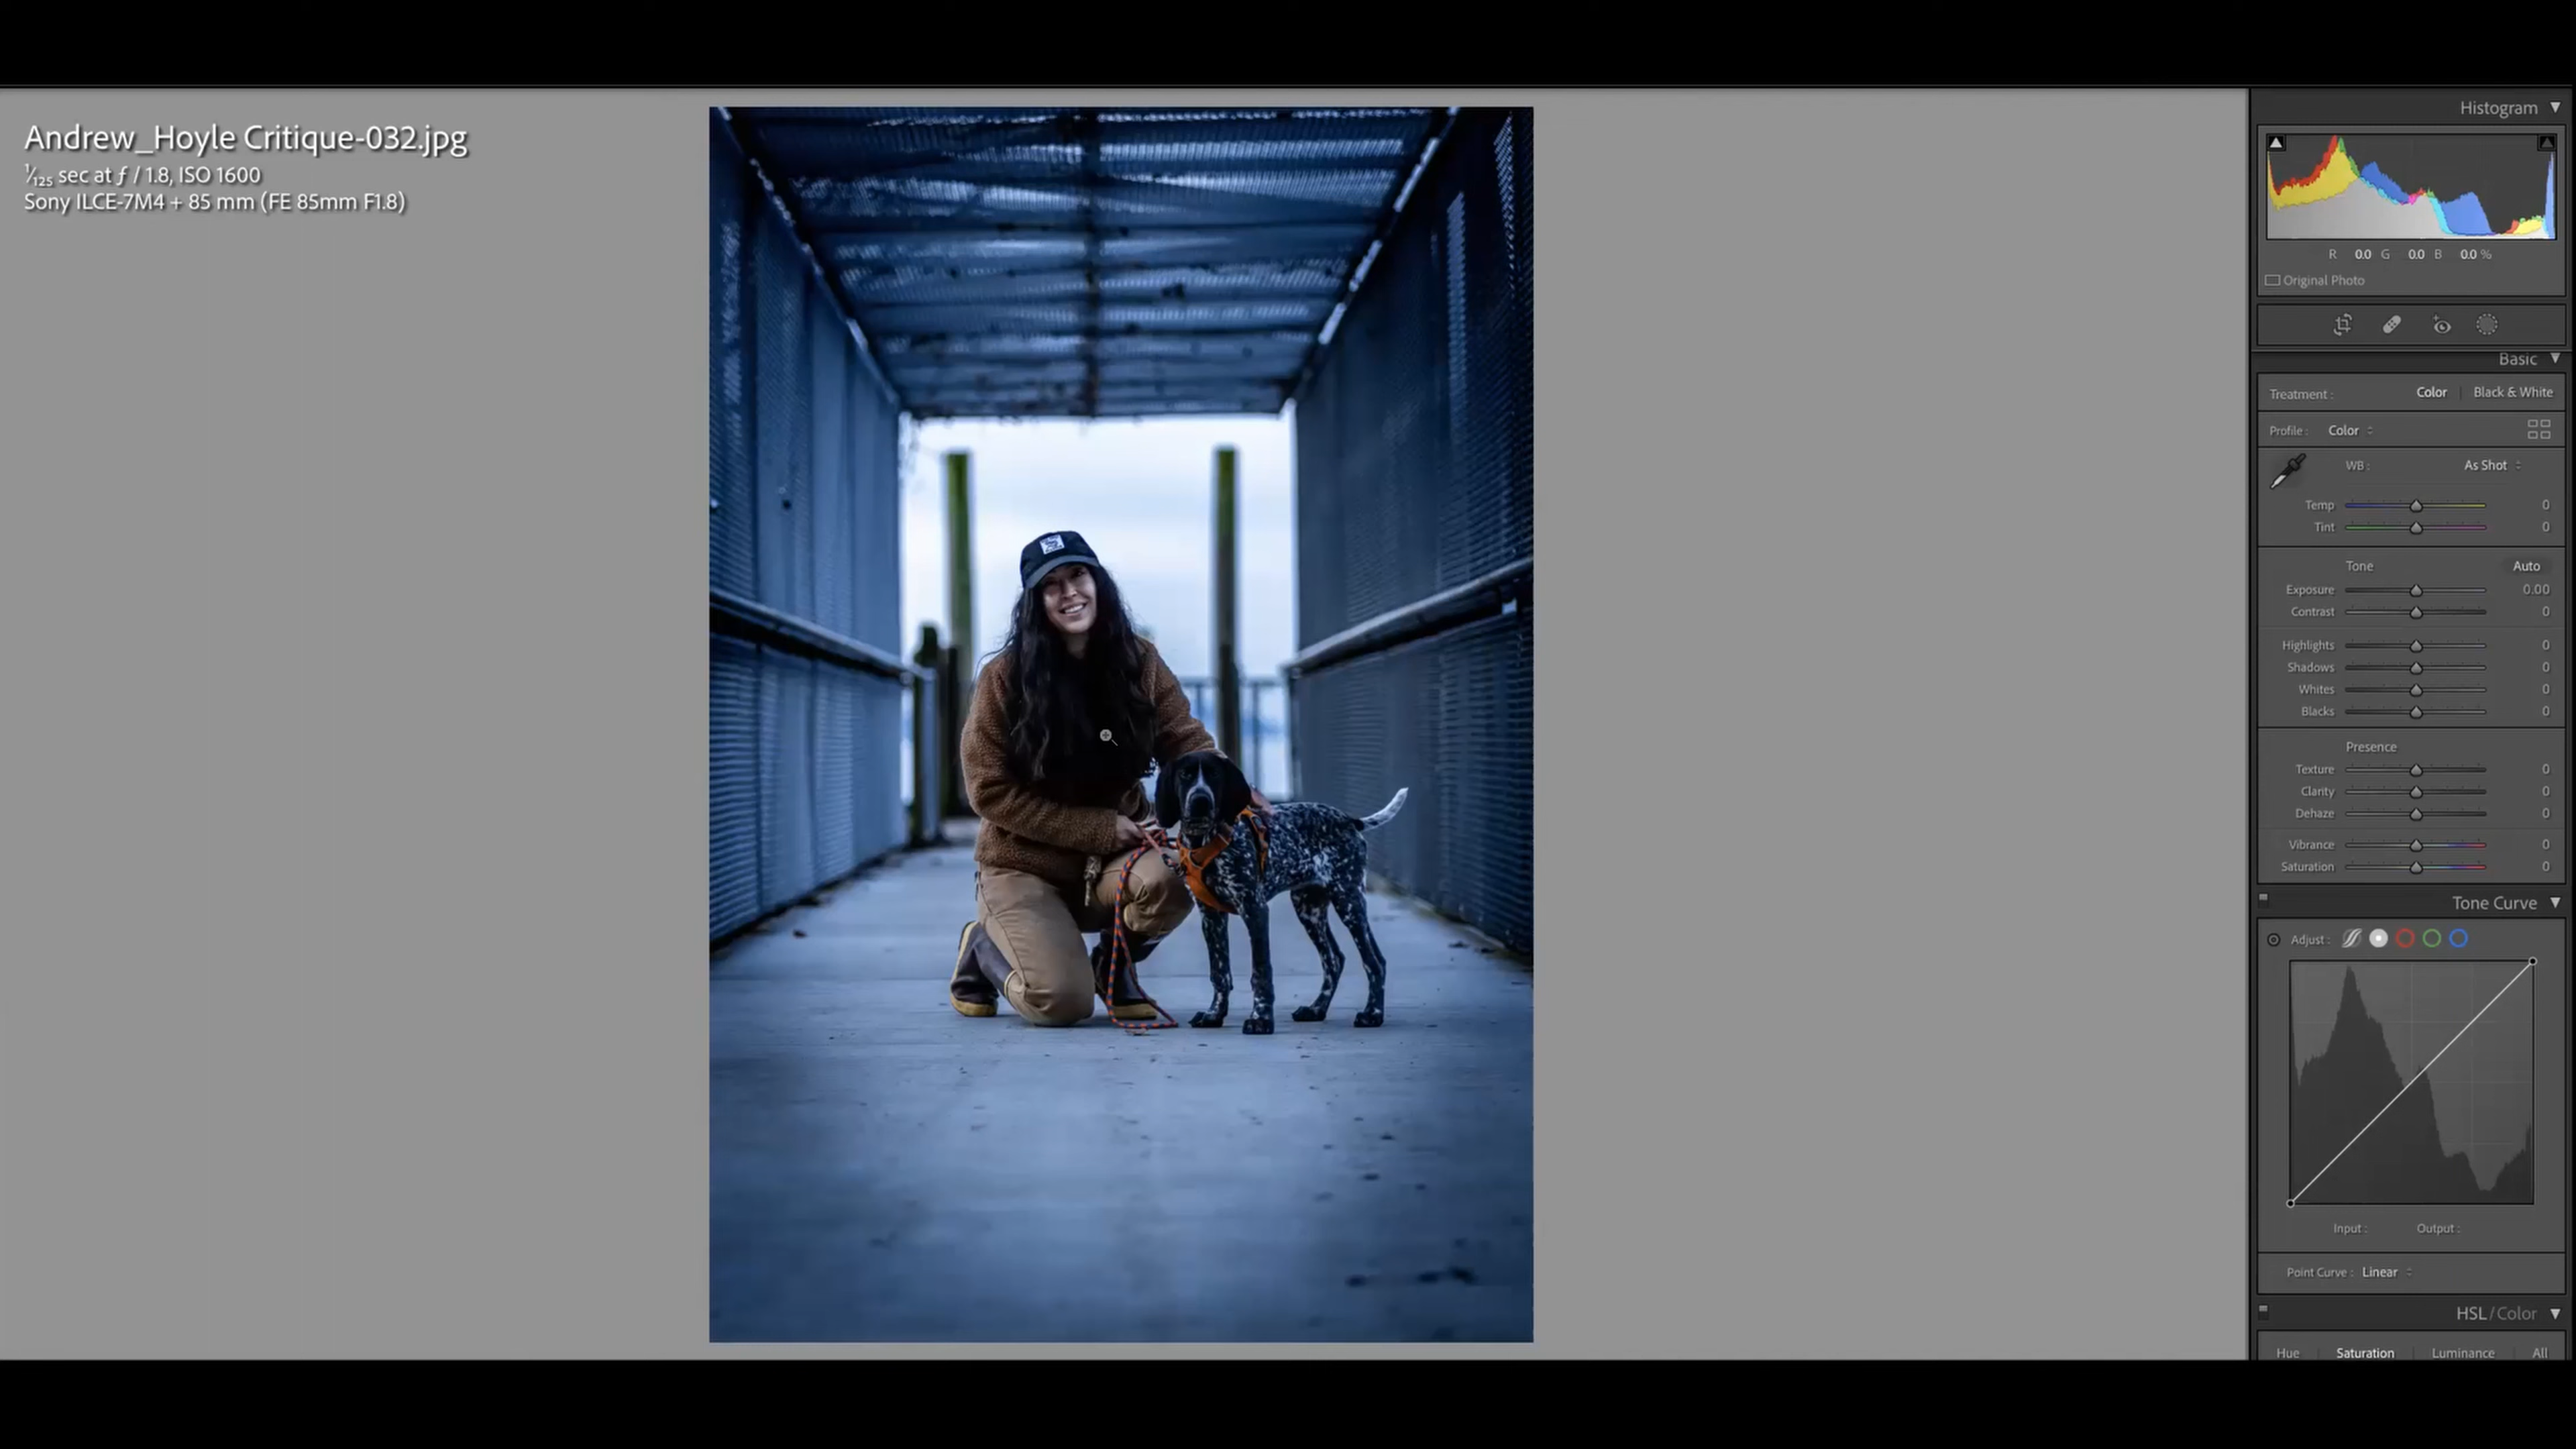 Andrew_Hoyle Critique-032.jpg
1/125 sec at ƒ / 1.8, ISO 1600
Sony ILCE-7M4 + 85 mm (FE 85mm F1.8)
Histogram
R 0.0 G 0.0 B 0.0 %
Original Photo
Basic
Treatment : Color Black & White
Profile : Color
WB : As Shot
Temp 0
Tint 0
Tone Auto
Exposure 0.00
Contrast 0
Highlights 0
Shadows 0
Whites 0
Blacks 0
Presence
Texture 0
Clarity 0
Dehaze 0
Vibrance 0
Saturation 0
Tone Curve
Adjust :
Input : Output :
Point Curve : Linear
HSL / Color
Hue Saturation Luminance All